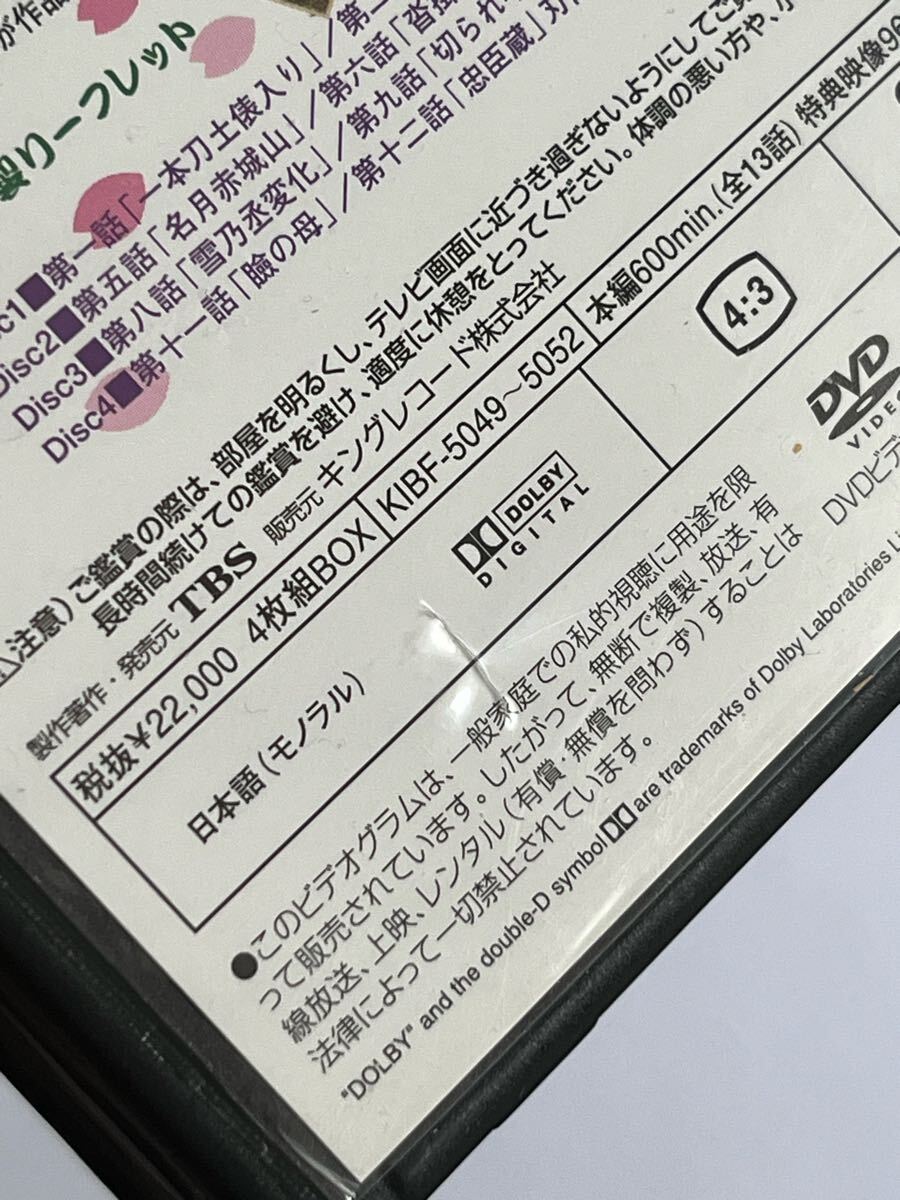 が作品
製リーフレット
Disc1■第一話「一本刀土俵入り」／第二
Disc2■第五話「名月赤城山」／第六話「沓掛
Disc3■第八話「雪乃丞変化」／第九話「切られ
Disc4■第十一話「瞼の母」／第十二話「忠臣蔵」刃
△注意)ご鑑賞の際は、部屋を明るくし、テレビ画面に近づき過ぎないようにしてご
長時間続けての鑑賞を避け、適度に休憩をとってください。体調の悪い方や、小
製作著作・発売元 TBS 販売元 キングレコード株式会社
税抜¥22,000 4枚組BOX KIBF-5049～5052 本編600min.(全13話) 特典映像96
日本語(モノラル)
DOLBY
DIGITAL
4:3
DVD
VIDEO
DVDビデ
●このビデオグラムは、一般家庭での私的視聴に用途を限
って販売されています。したがって、無断で複製、放送、有
線放送、上映、レンタル(有償・無償を問わず)することは
法律によって一切禁止されています。
"DOLBY" and the double-D symbol are trademarks of Dolby Laboratories Li